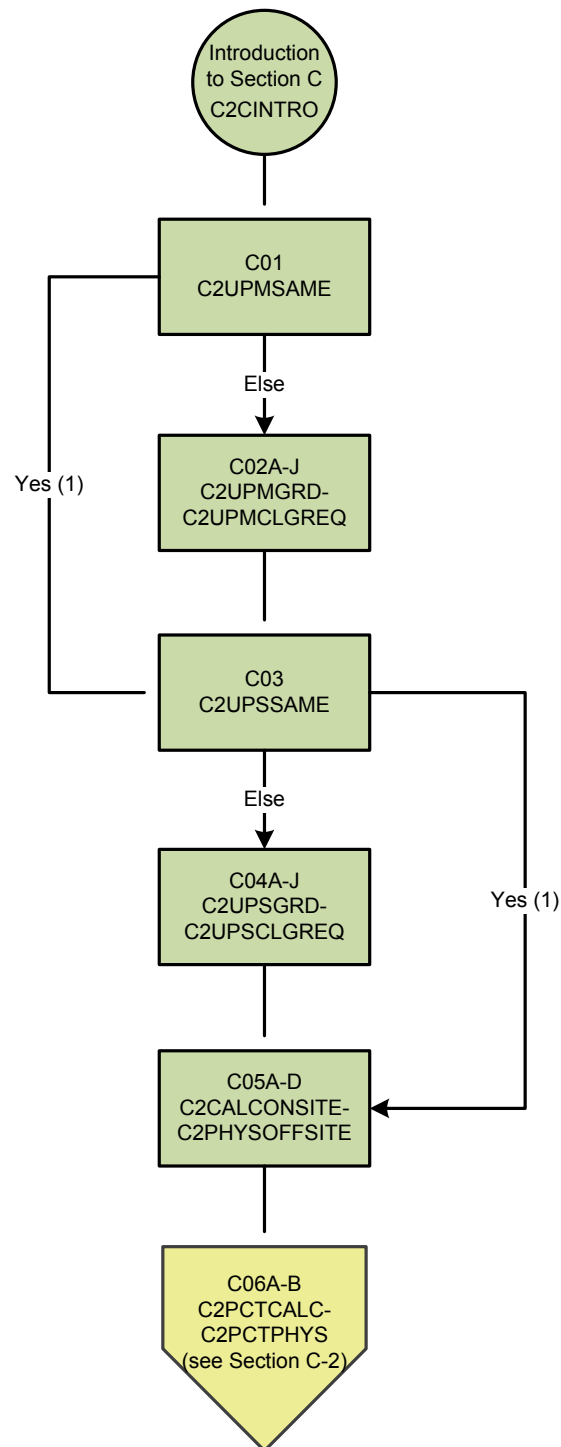 Introduction
to Section C
C2CINTRO
C01
C2UPMSAME
Else
Yes (1)
C02A-J
C2UPMGRD-
C2UPMCLGREQ
C03
C2UPSSAME
Else
Yes (1)
C04A-J
C2UPSGRD-
C2UPSCLGREQ
C05A-D
C2CALCONSITE-
C2PHYSOFFSITE
C06A-B
C2PCTCALC-
C2PCTPHYS
(see Section C-2)